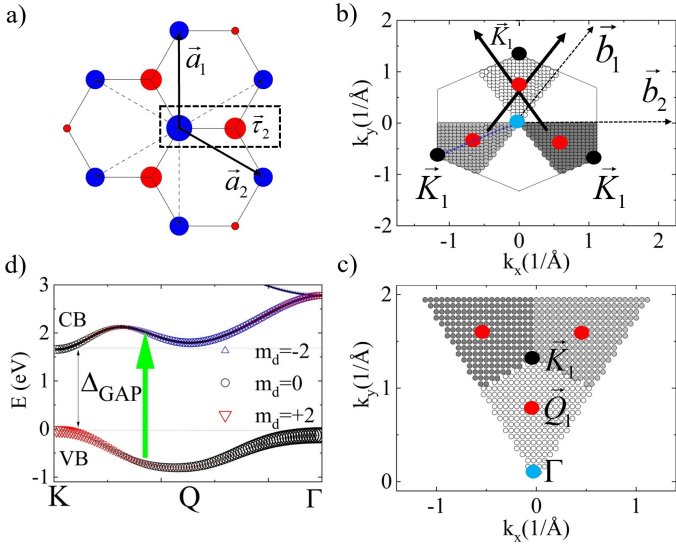 a)
a⃗₁
τ⃗₂
a⃗₂
b)
K⃗₁
b⃗₁
b⃗₂
K⃗₁
K⃗₁
2
1
0
-1
-2
k_y(1/Å)
-1 0 1 2
k_x(1/Å)
d)
3
2
1
0
-1
E (eV)
CB
Δ_GAP
VB
m_d=-2
m_d=0
m_d=+2
K Q Γ
c)
2
1
0
k_y(1/Å)
K⃗₁
Q⃗₁
Γ
-1 0 1
k_x(1/Å)